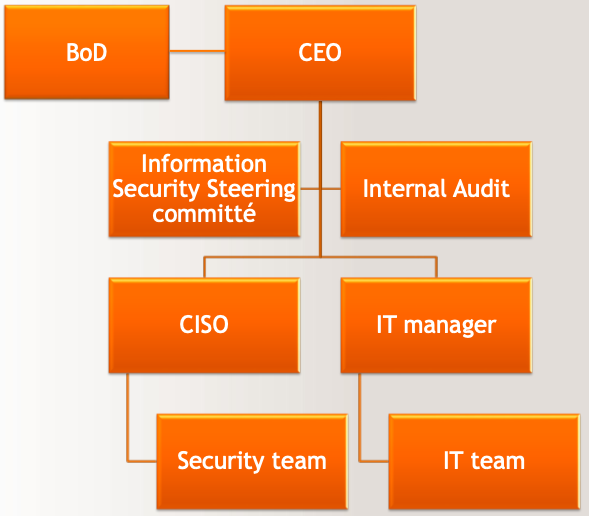 BoD
CEO
Information
Security Steering
committé
Internal Audit
CISO
IT manager
Security team
IT team